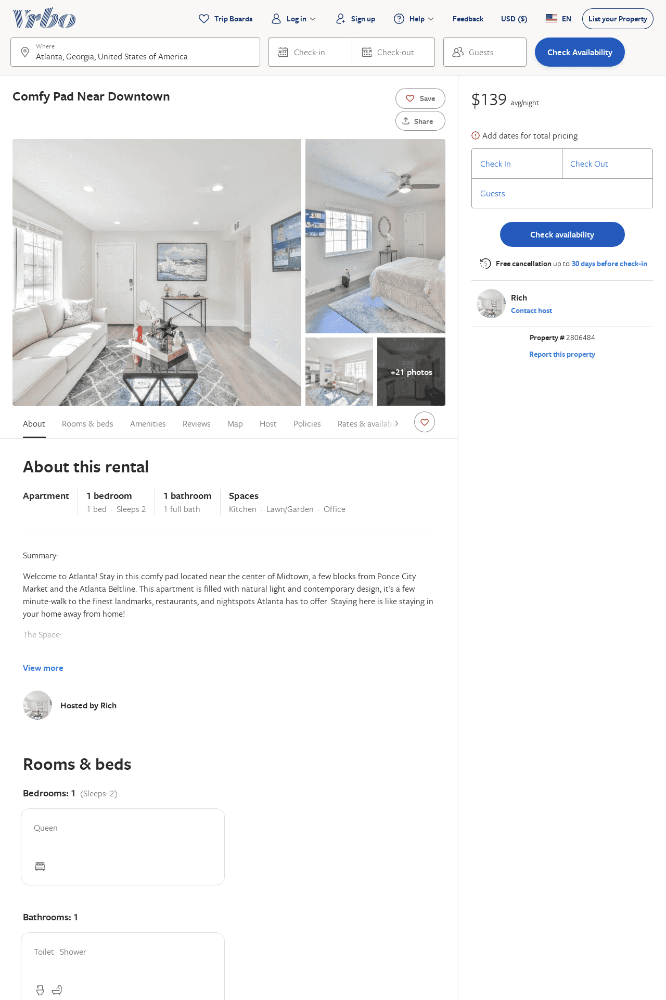 Vrbo
Trip Boards
Log in
Sign up
Help
Feedback
USD ($)
EN
List your Property
Where
Atlanta, Georgia, United States of America
Check-in
Check-out
Guests
Check Availability
Comfy Pad Near Downtown
Save
Share
love
+21 photos
$139 avg/night
Add dates for total pricing
Check In
Check Out
Guests
Check availability
Free cancellation up to 30 days before check-in
Rich
Contact host
Property # 2806484
Report this property
About
Rooms & beds
Amenities
Reviews
Map
Host
Policies
Rates & availab
About this rental
Apartment
1 bedroom
1 bed · Sleeps 2
1 bathroom
1 full bath
Spaces
Kitchen · Lawn/Garden · Office
Summary:
Welcome to Atlanta! Stay in this comfy pad located near the center of Midtown, a few blocks from Ponce City
Market and the Atlanta Beltline. This apartment is filled with natural light and contemporary design, it's a few
minute-walk to the finest landmarks, restaurants, and nightspots Atlanta has to offer. Staying here is like staying in
your home away from home!
The Space:
View more
Hosted by Rich
Rooms & beds
Bedrooms: 1 (Sleeps: 2)
Queen
Bathrooms: 1
Toilet · Shower